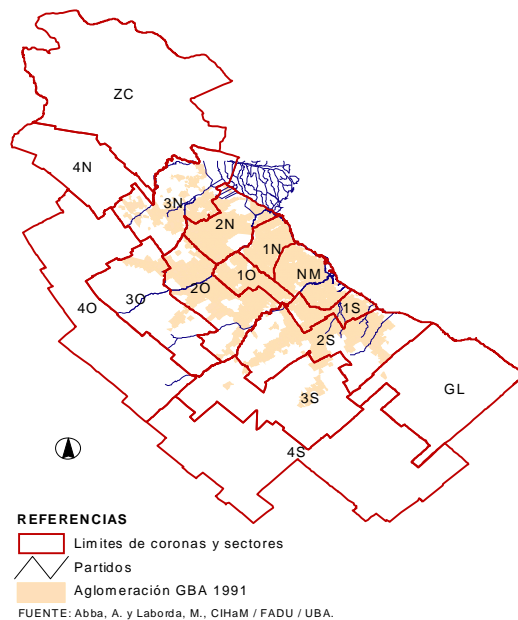 ZC
4N
3N
2N
1N
1O
NM
2O
3O
4O
1S
2S
GL
3S
4S
REFERENCIAS
Limites de coronas y sectores
Partidos
Aglomeración GBA 1991
FUENTE: Abba, A. y Laborda, M., CIHaM / FADU / UBA.